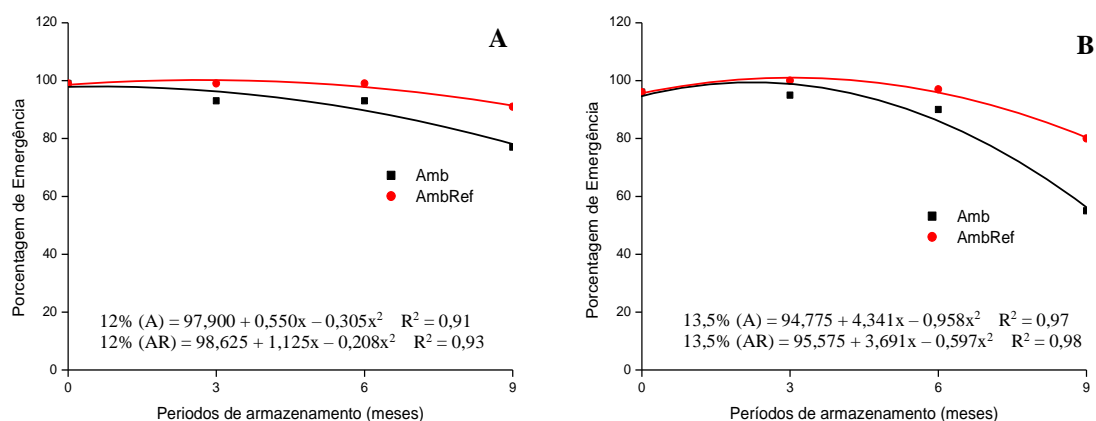 A
Porcentagem de Emergência
120
100
80
60
40
20
0
Amb
AmbRef
12% (A) = 97,900 + 0,550x – 0,305x² R² = 0,91
12% (AR) = 98,625 + 1,125x – 0,208x² R² = 0,93
0 3 6 9
Periodos de armazenamento (meses)
B
Porcentagem de Emergência
120
100
80
60
40
20
0
Amb
AmbRef
13,5% (A) = 94,775 + 4,341x – 0,958x² R² = 0,97
13,5% (AR) = 95,575 + 3,691x – 0,597x² R² = 0,98
0 3 6 9
Períodos de armazenamento (meses)